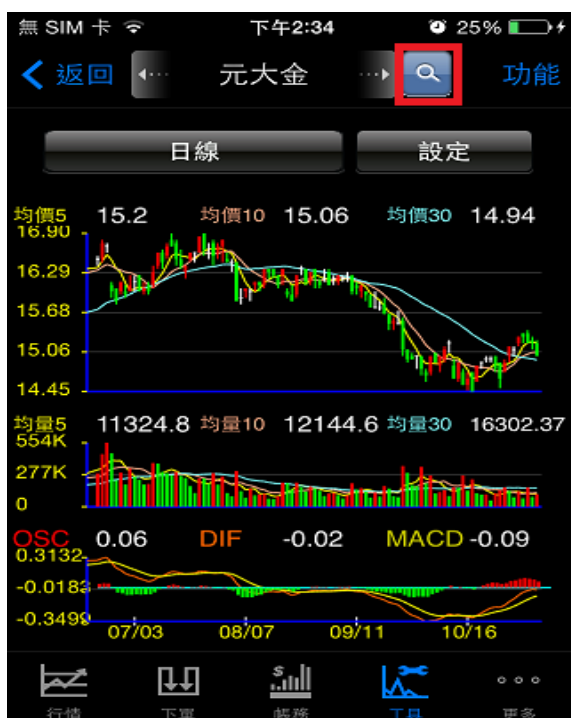 無 SIM 卡 下午2:34 25%
返回 元大金 功能
日線 設定
均價5 15.2 均價10 15.06 均價30 14.94
16.90
16.29
15.68
15.06
14.45
均量5 11324.8 均量10 12144.6 均量30 16302.37
554K
277K
0
OSC 0.06 DIF -0.02 MACD -0.09
0.3132
-0.0183
-0.3499
07/03 08/07 09/11 10/16
行情 下單 帳務 工具 更多